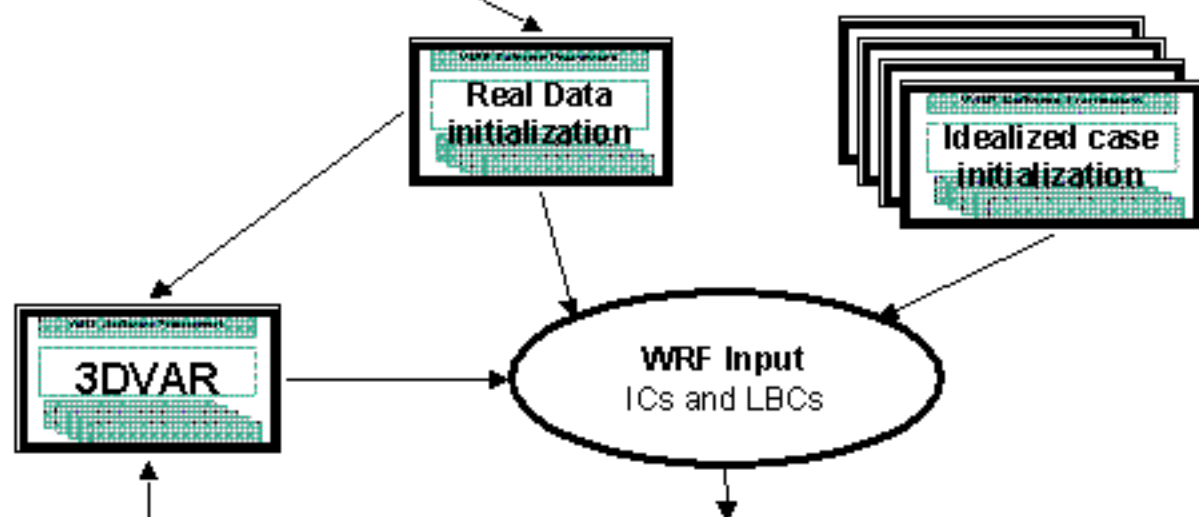 Real Data
initialization
Idealized case
initialization
3DVAR
WRF Input
ICs and LBCs